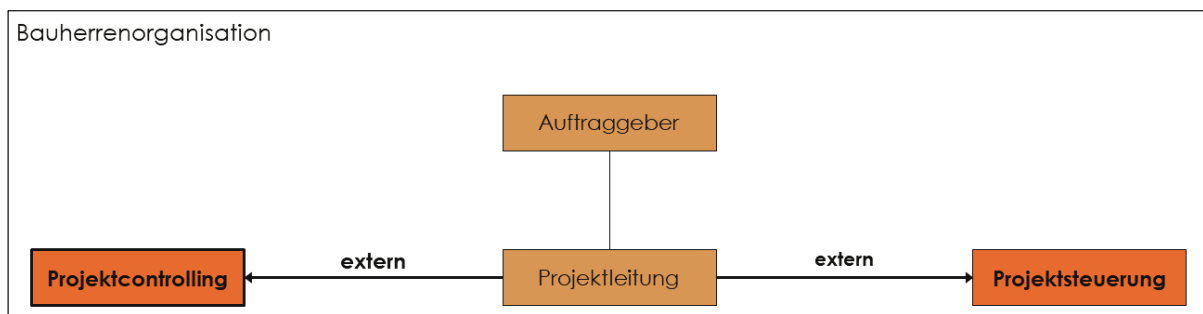 Bauherrenorganisation
Auftraggeber
Projektcontrolling
extern
Projektleitung
extern
Projektsteuerung